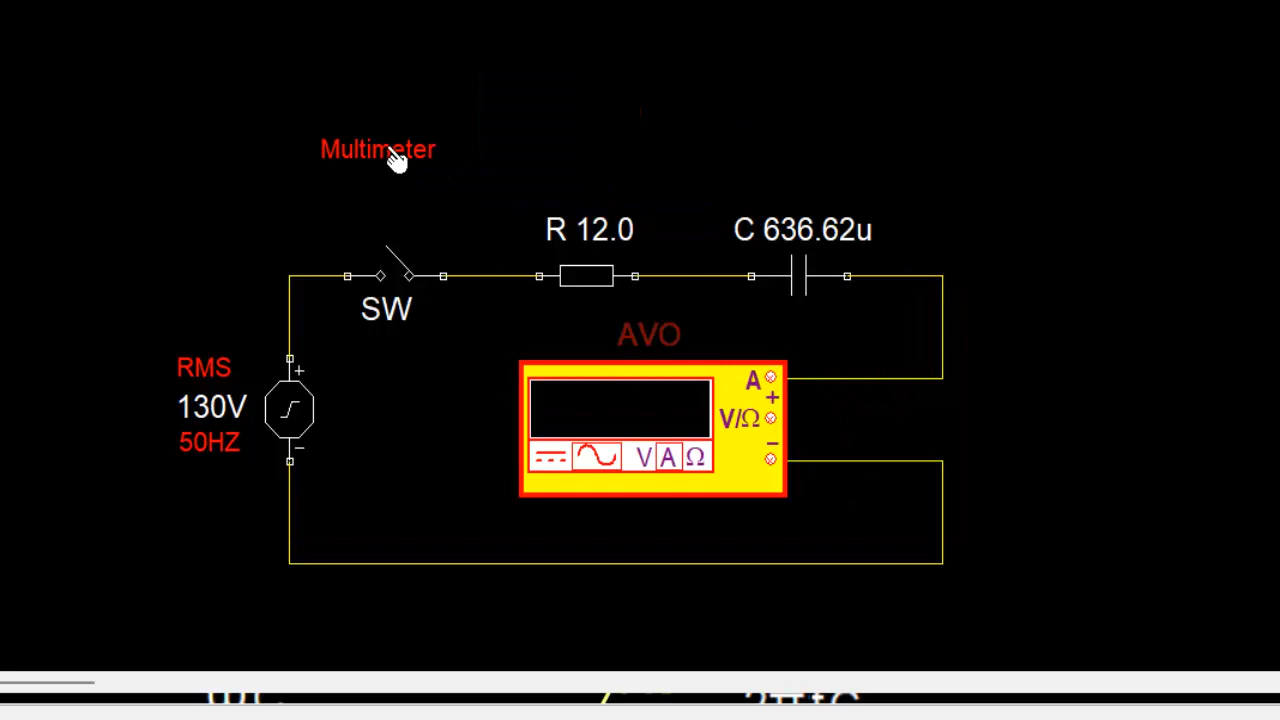 Multimeter
R 12.0
C 636.62u
SW
AVO
RMS
130V
50HZ
+
−
A
+
V/Ω
−
V A Ω